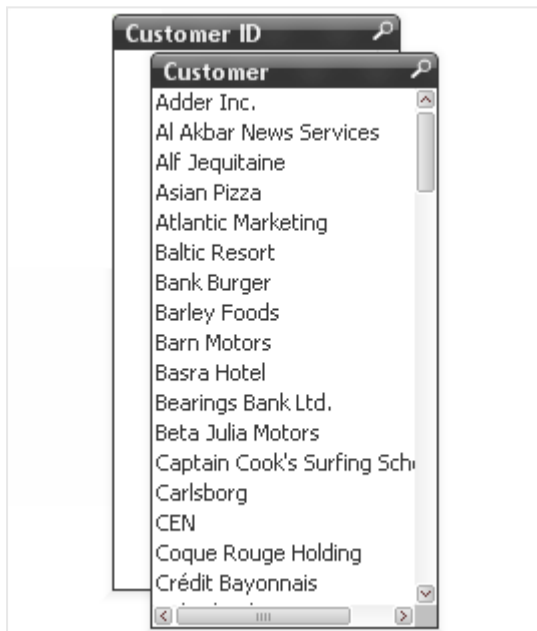 Customer ID
Customer
Adder Inc.
Al Akbar News Services
Alf Jequitaine
Asian Pizza
Atlantic Marketing
Baltic Resort
Bank Burger
Barley Foods
Barn Motors
Basra Hotel
Bearings Bank Ltd.
Beta Julia Motors
Captain Cook's Surfing
Carlsborg
CEN
Coque Rouge Holding
Crédit Bayonnais